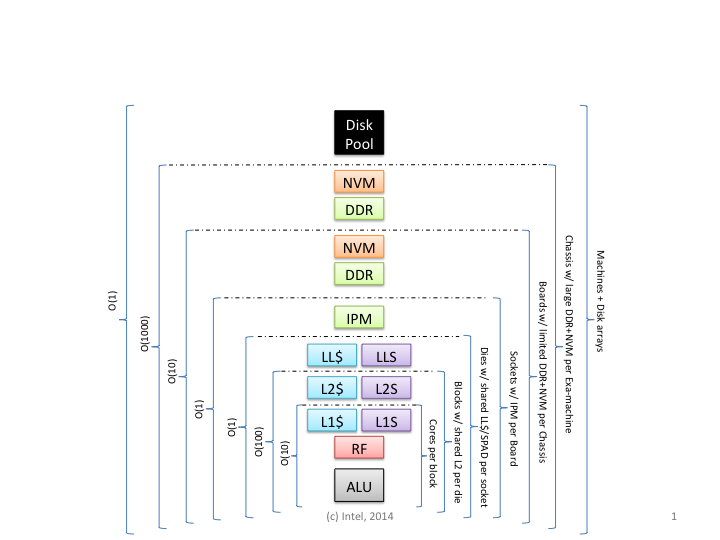 Disk
Pool
NVM
DDR
NVM
DDR
IPM
LL$ LLS
L2$ L2S
L1$ L1S
RF
ALU
O(1)
O(1000)
O(10)
O(1)
O(1)
O(100)
O(10)
Cores per block
Blocks w/ shared L2 per die
Dies w/ shared LL$/SPAD per socket
Sockets w/ IPM per Board
Boards w/ limited DDR+NVM per Chassis
Chassis w/ large DDR+NVM per Exa-machine
Machines + Disk arrays
(c) Intel, 2014
1